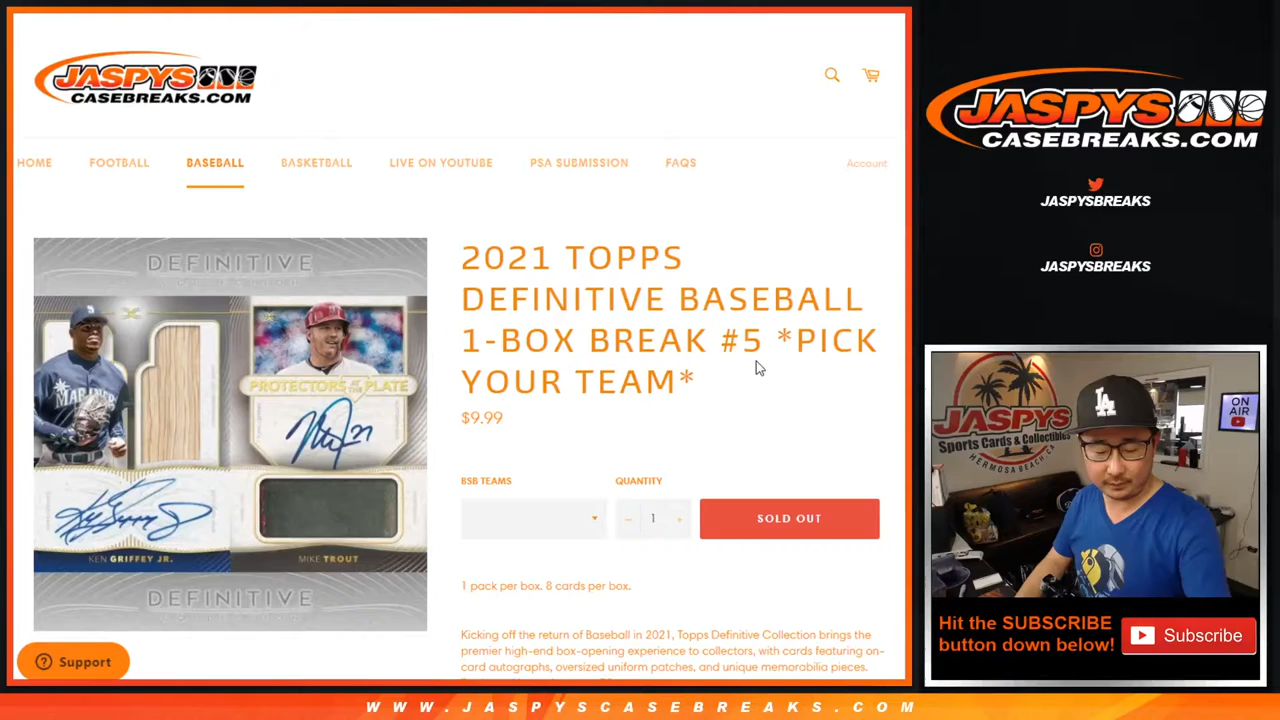 JASPYS
CASEBREAKS.COM
HOME
FOOTBALL
BASEBALL
BASKETBALL
LIVE ON YOUTUBE
PSA SUBMISSION
FAQS
Account
DEFINITIVE
PROTECTORS OF THE PLATE
MARINERS
KEN GRIFFEY JR.
MIKE TROUT
DEFINITIVE
2021 TOPPS
DEFINITIVE BASEBALL
1-BOX BREAK #5 *PICK
YOUR TEAM*
$9.99
BSB TEAMS
QUANTITY
− 1 +
SOLD OUT
1 pack per box. 8 cards per box.
Kicking off the return of Baseball in 2021, Topps Definitive Collection brings the
premier high-end box-opening experience to collectors, with cards featuring on-
card autographs, oversized uniform patches, and unique memorabilia pieces.
Support
JASPYS
CASEBREAKS.COM
JASPYSBREAKS
JASPYSBREAKS
JASPYS
Sports Cards & Collectibles
HERMOSA BEACH, CA
LA
ON
AIR
Hit the SUBSCRIBE
button down below!
Subscribe
WWW.JASPYSCASEBREAKS.COM